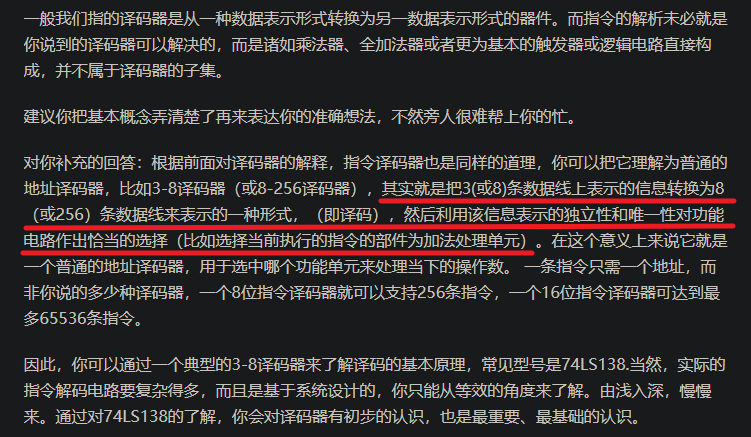 一般我们指的译码器是从一种数据表示形式转换为另一数据表示形式的器件。而指令的解析未必就是
你说到的译码器可以解决的，而是诸如乘法器、全加法器或者更为基本的触发器或逻辑电路直接构
成，并不属于译码器的子集。
建议你把基本概念弄清楚了再来表达你的准确想法，不然旁人很难帮上你的忙。
对你补充的回答：根据前面对译码器的解释，指令译码器也是同样的道理，你可以把它理解为普通的
地址译码器，比如3-8译码器（或8-256译码器），其实就是把3(或8)条数据线上表示的信息转换为8
（或256）条数据线来表示的一种形式，（即译码），然后利用该信息表示的独立性和唯一性对功能
电路作出恰当的选择（比如选择当前执行的指令的部件为加法处理单元）。在这个意义上来说它就是
一个普通的地址译码器，用于选中哪个功能单元来处理当下的操作数。 一条指令只需一个地址，而
非你说的多少种译码器，一个8位指令译码器就可以支持256条指令，一个16位指令译码器可达到最
多65536条指令。
因此，你可以通过一个典型的3-8译码器来了解译码的基本原理，常见型号是74LS138.当然，实际的
指令解码电路要复杂得多，而且是基于系统设计的，你只能从等效的角度来了解。由浅入深，慢慢
来。通过对74LS138的了解，你会对译码器有初步的认识，也是最重要、最基础的认识。